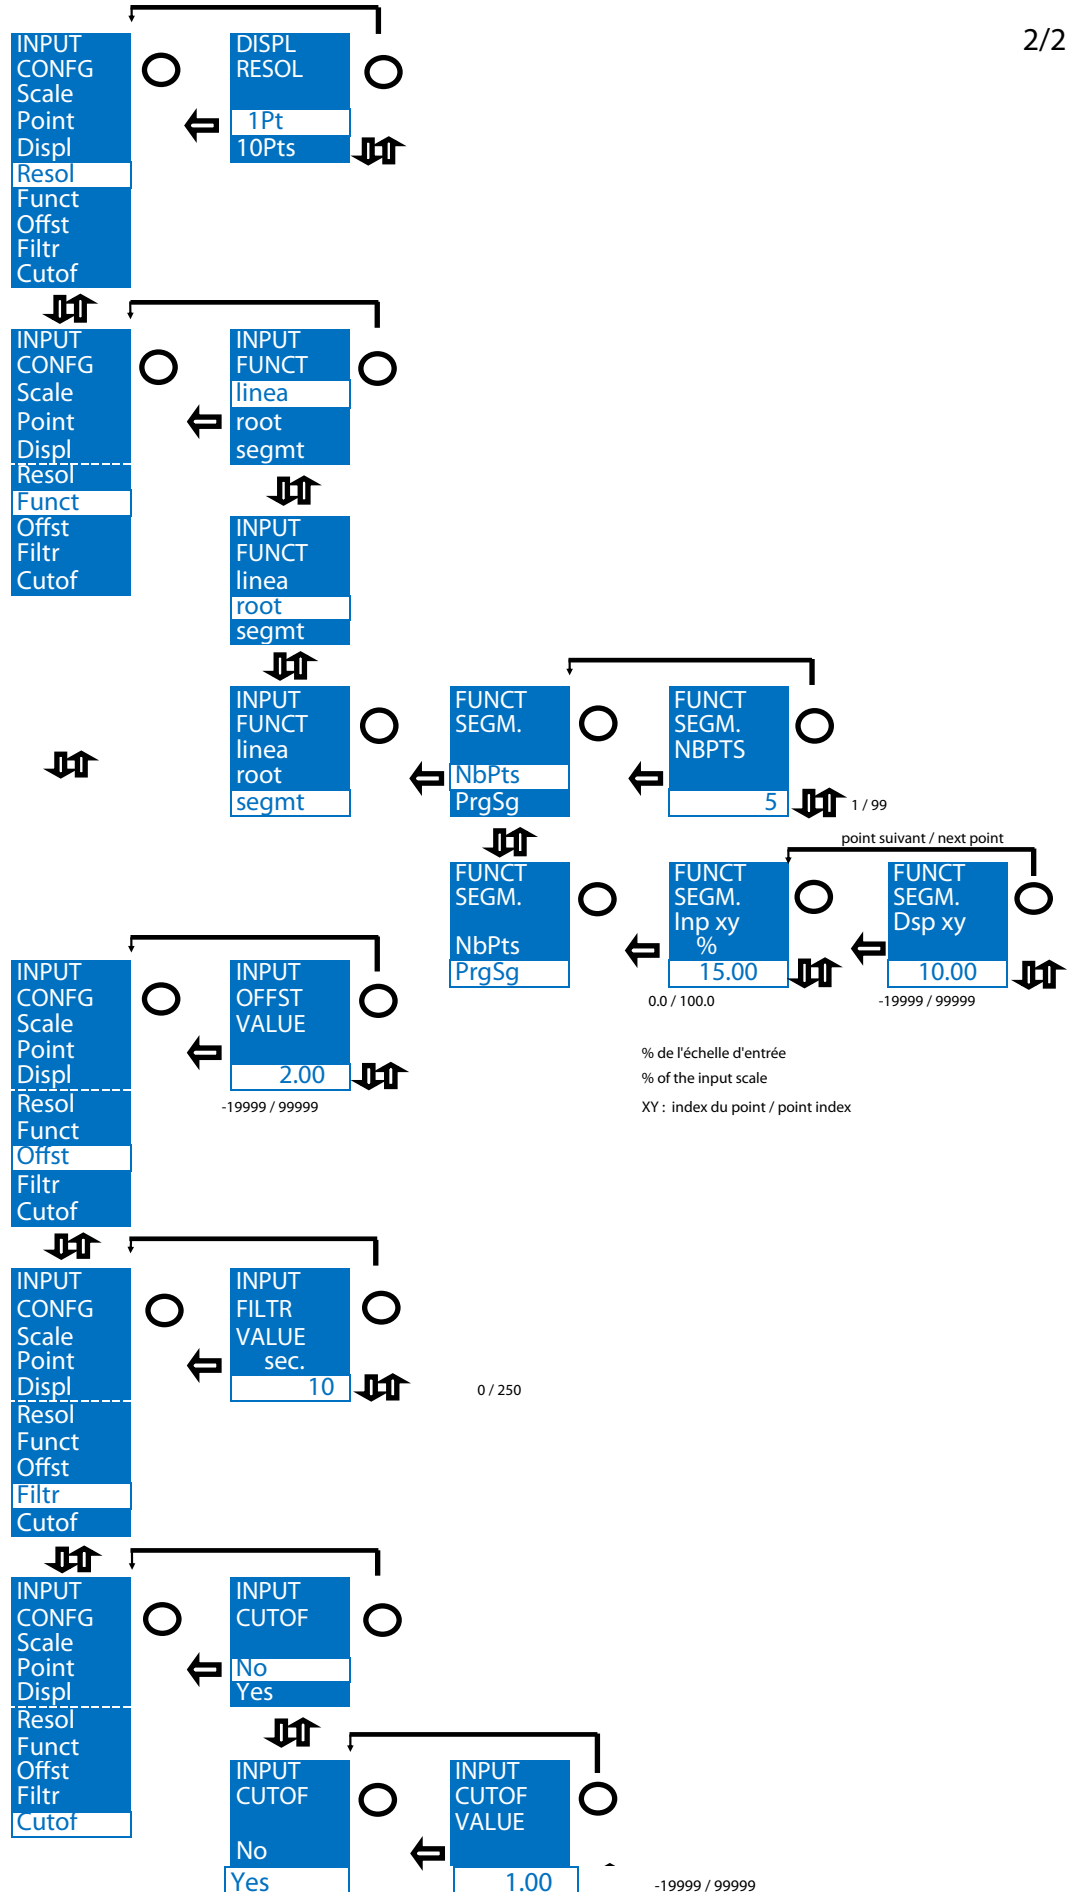 2/2
INPUT
CONFG
Scale
Point
Displ
Resol
Funct
Offst
Filtr
Cutof
DISPL
RESOL
1Pt
10Pts
INPUT
CONFG
Scale
Point
Displ
Resol
Funct
Offst
Filtr
Cutof
INPUT
FUNCT
linea
root
segmt
INPUT
FUNCT
linea
root
segmt
INPUT
FUNCT
linea
root
segmt
FUNCT
SEGM.
NbPts
PrgSg
FUNCT
SEGM.
NBPTS
5
1 / 99
point suivant / next point
FUNCT
SEGM.
NbPts
PrgSg
FUNCT
SEGM.
Inp xy
%
15.00
0.0 / 100.0
FUNCT
SEGM.
Dsp xy
10.00
-19999 / 99999
% de l'échelle d'entrée
% of the input scale
XY : index du point / point index
INPUT
CONFG
Scale
Point
Displ
Resol
Funct
Offst
Filtr
Cutof
INPUT
OFFST
VALUE
2.00
-19999 / 99999
INPUT
CONFG
Scale
Point
Displ
Resol
Funct
Offst
Filtr
Cutof
INPUT
FILTR
VALUE
sec.
10
0 / 250
INPUT
CONFG
Scale
Point
Displ
Resol
Funct
Offst
Filtr
Cutof
INPUT
CUTOF
No
Yes
INPUT
CUTOF
No
Yes
INPUT
CUTOF
VALUE
1.00
-19999 / 99999